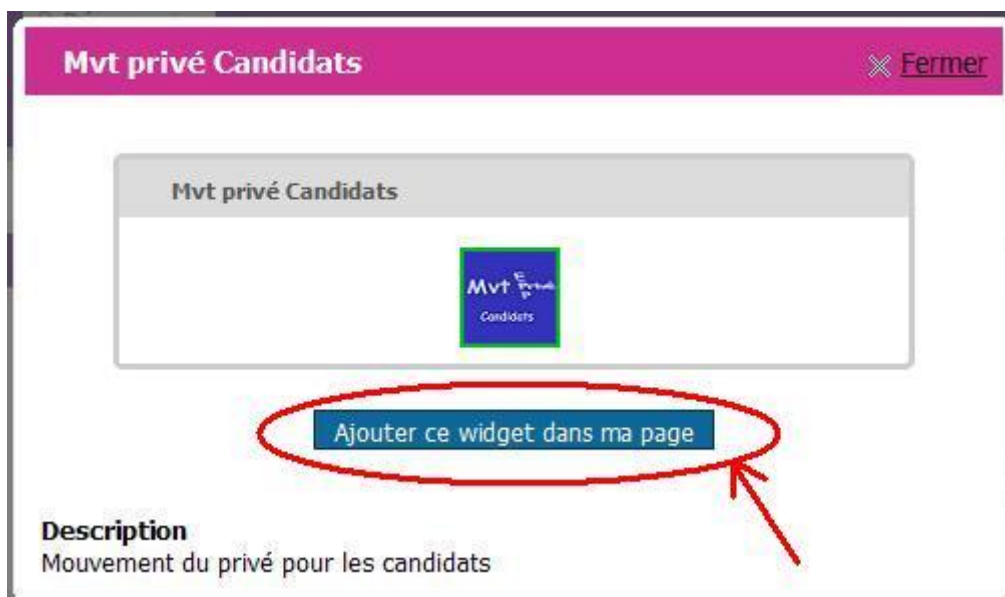 Mvt privé Candidats
Fermer
Mvt privé Candidats
Mvt
Candidats
Ajouter ce widget dans ma page
Description
Mouvement du privé pour les candidats